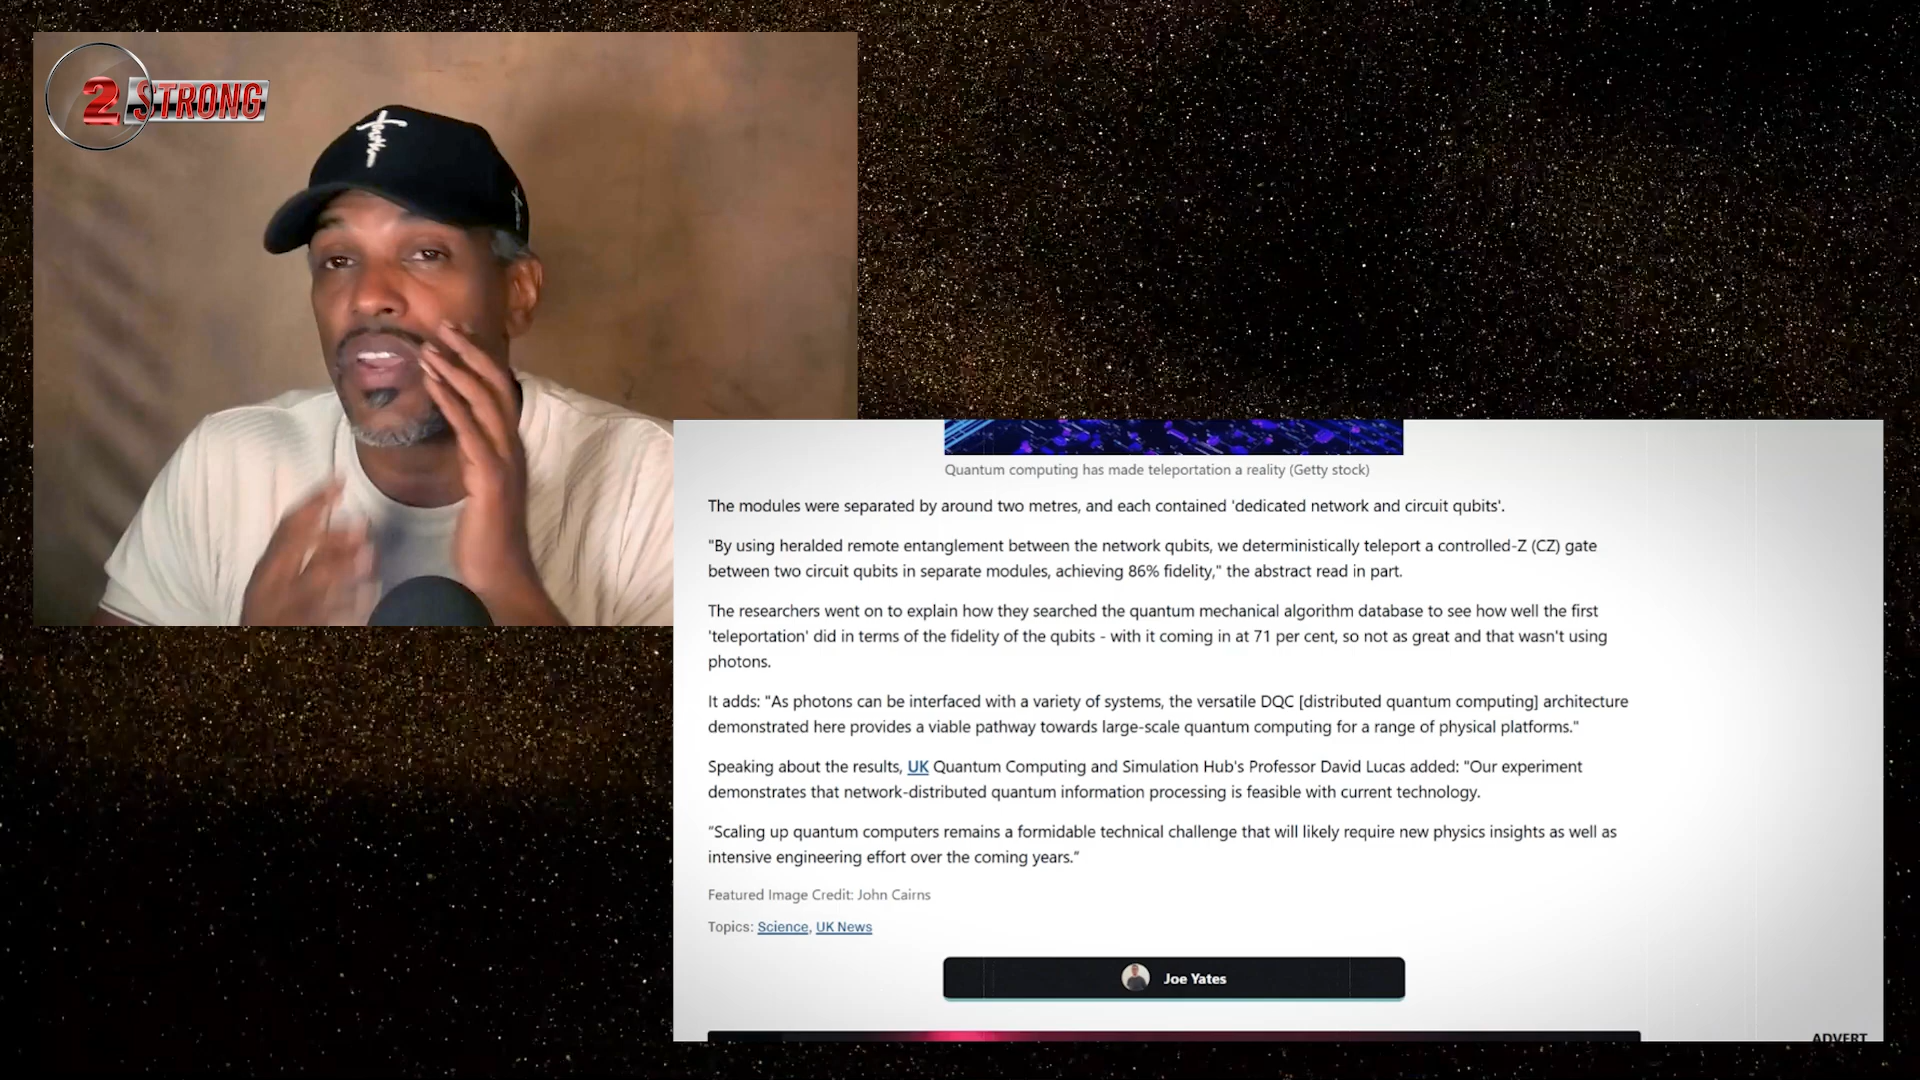 2 STRONG
faith
Quantum computing has made teleportation a reality (Getty stock)
The modules were separated by around two metres, and each contained 'dedicated network and circuit qubits'.
"By using heralded remote entanglement between the network qubits, we deterministically teleport a controlled-Z (CZ) gate
between two circuit qubits in separate modules, achieving 86% fidelity," the abstract read in part.
The researchers went on to explain how they searched the quantum mechanical algorithm database to see how well the first
'teleportation' did in terms of the fidelity of the qubits - with it coming in at 71 per cent, so not as great and that wasn't using
photons.
It adds: "As photons can be interfaced with a variety of systems, the versatile DQC [distributed quantum computing] architecture
demonstrated here provides a viable pathway towards large-scale quantum computing for a range of physical platforms."
Speaking about the results, UK Quantum Computing and Simulation Hub's Professor David Lucas added: "Our experiment
demonstrates that network-distributed quantum information processing is feasible with current technology.
“Scaling up quantum computers remains a formidable technical challenge that will likely require new physics insights as well as
intensive engineering effort over the coming years.”
Featured Image Credit: John Cairns
Topics: Science, UK News
Joe Yates
ADVERT